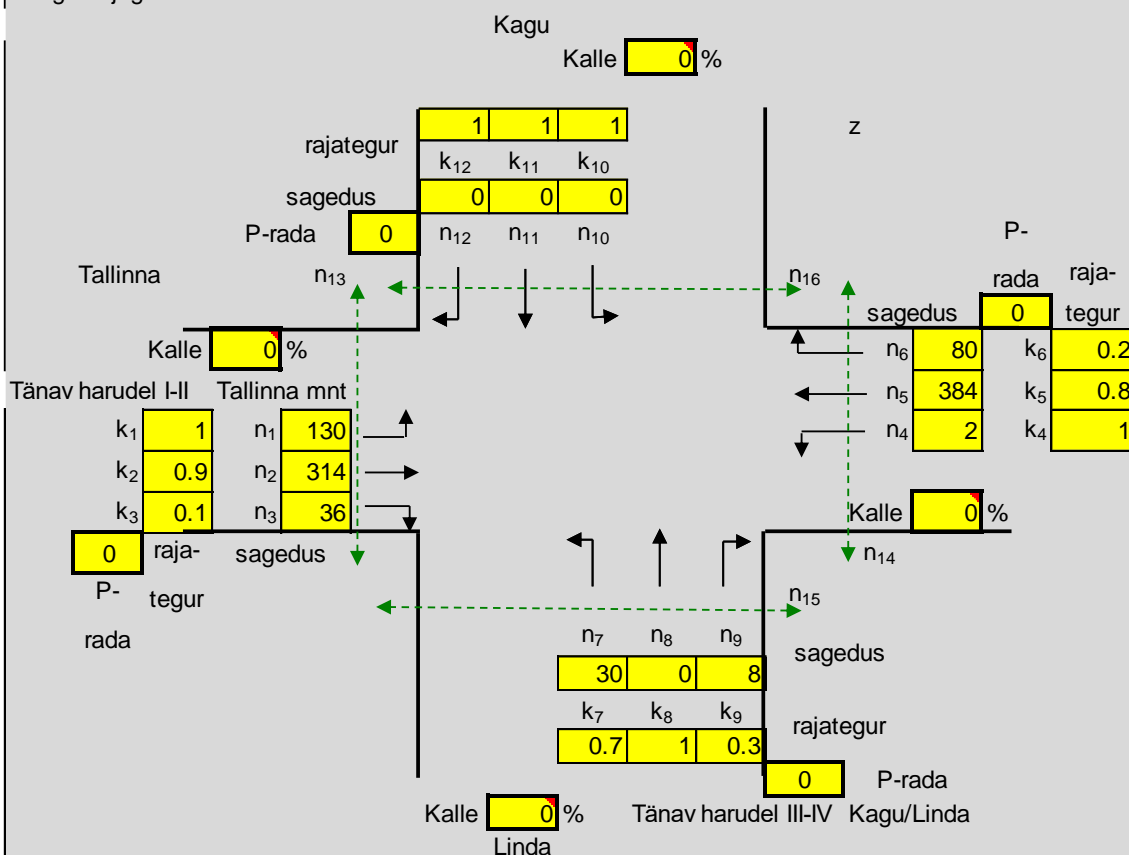 Kagu
Kalle 0 %
1 1 1
z
rajategur
k12 k11 k10
sagedus 0 0 0
P-rada 0 n12 n11 n10
P-
rada
raja-
tegur
Tallinna n13 n16
sagedus 0
Kalle 0 %
n6 80 k6 0.2
n5 384 k5 0.8
n4 2 k4 1
Tänav harudel I-II Tallinna mnt
k1 1 n1 130
k2 0.9 n2 314
k3 0.1 n3 36
Kalle 0 %
0 raja-
tegur
sagedus
P-
rada
n14
n15
n7 n8 n9
sagedus
30 0 8
k7 k8 k9
rajategur
0.7 1 0.3
0 P-rada
Kalle 0 % Tänav harudel III-IV Kagu/Linda
Linda